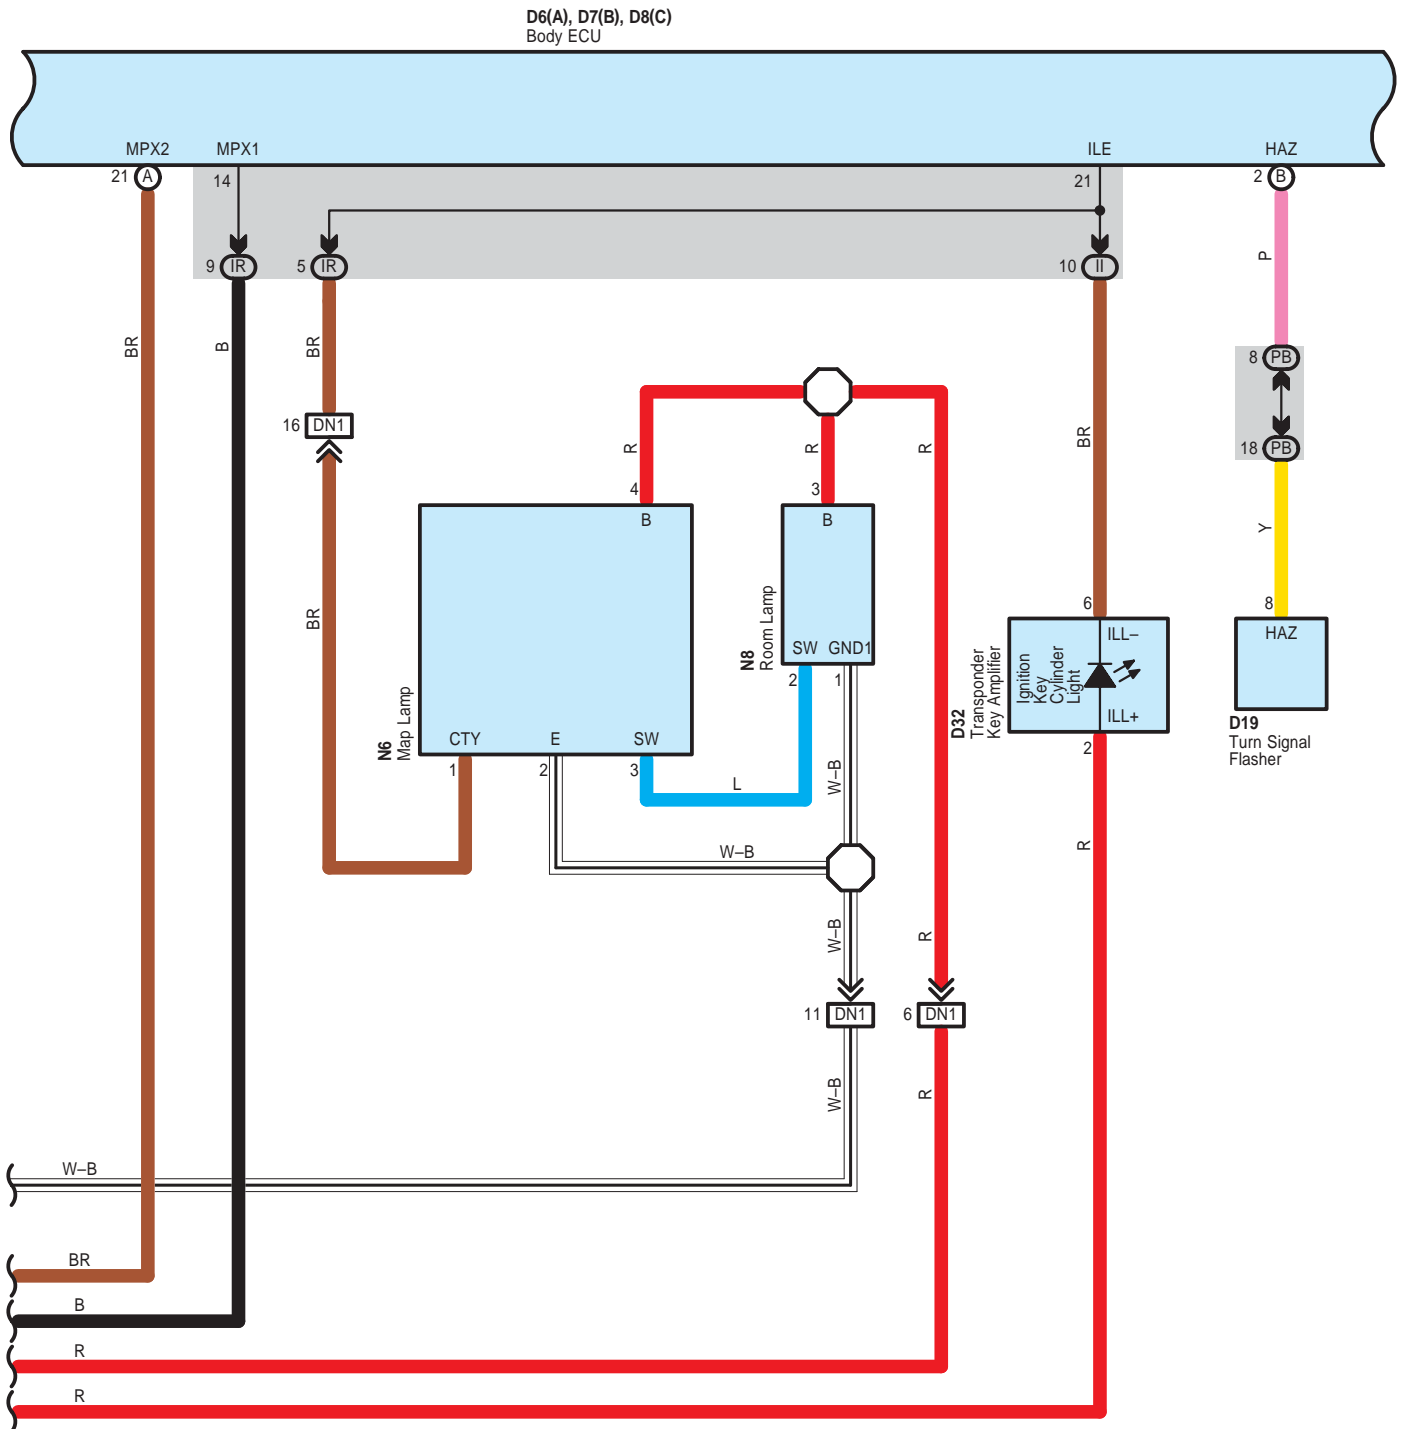 D6(A), D7(B), D8(C)
Body ECU
MPX2 MPX1 ILE HAZ
21 A 14 21 2 B
9 IR 5 IR 10 II
P
BR B BR
8 PB
16 DN1
R R R BR
18 PB
4 3
B B
Y
BR
6 8
ILL– HAZ
N8
Room Lamp
SW GND1
2 1
D32
Transponder
Key Amplifier
Ignition
Key
Cylinder
Light
ILL+
2
D19
Turn Signal
Flasher
N6
Map Lamp
CTY E SW
1 2 3
L
W–B
W–B
R
W–B R
11 DN1 6 DN1
W–B R
W–B
BR
B
R
R